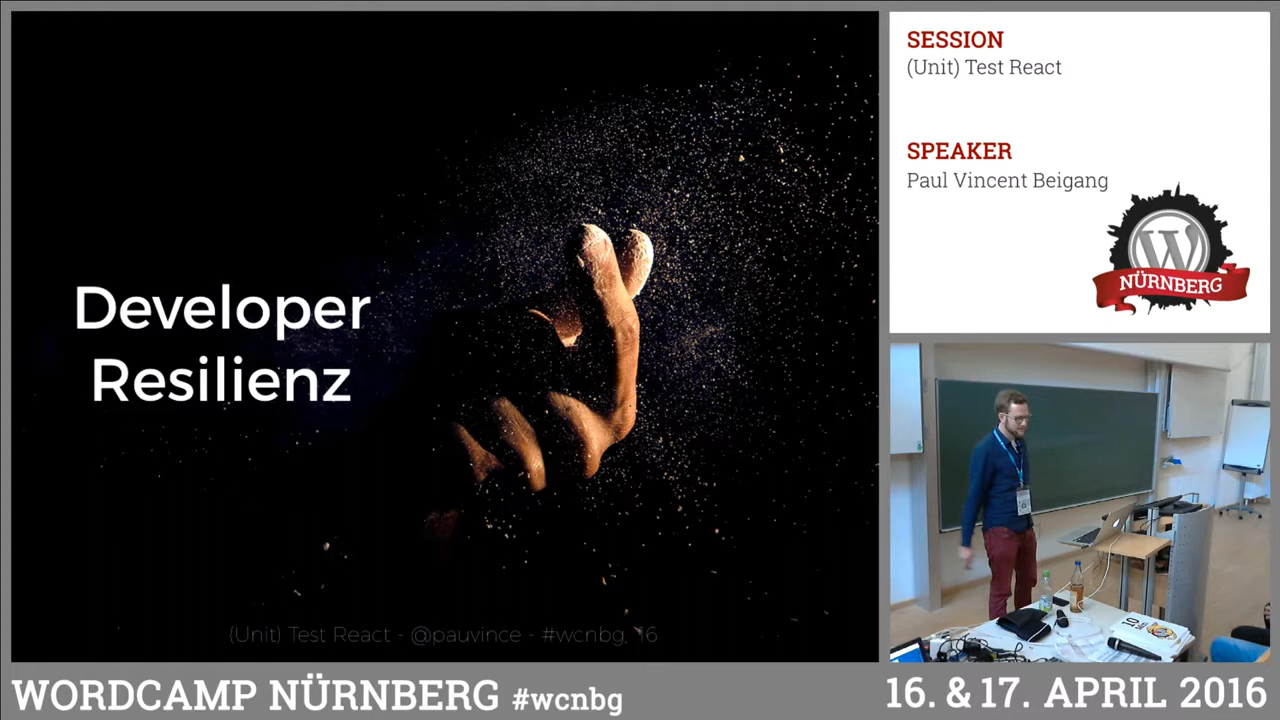 Developer
Resilienz
(Unit) Test React - @pauvince - #wcnbg, 16
SESSION
(Unit) Test React
SPEAKER
Paul Vincent Beigang
NÜRNBERG
WORDCAMP NÜRNBERG #wcnbg
16. & 17. APRIL 2016